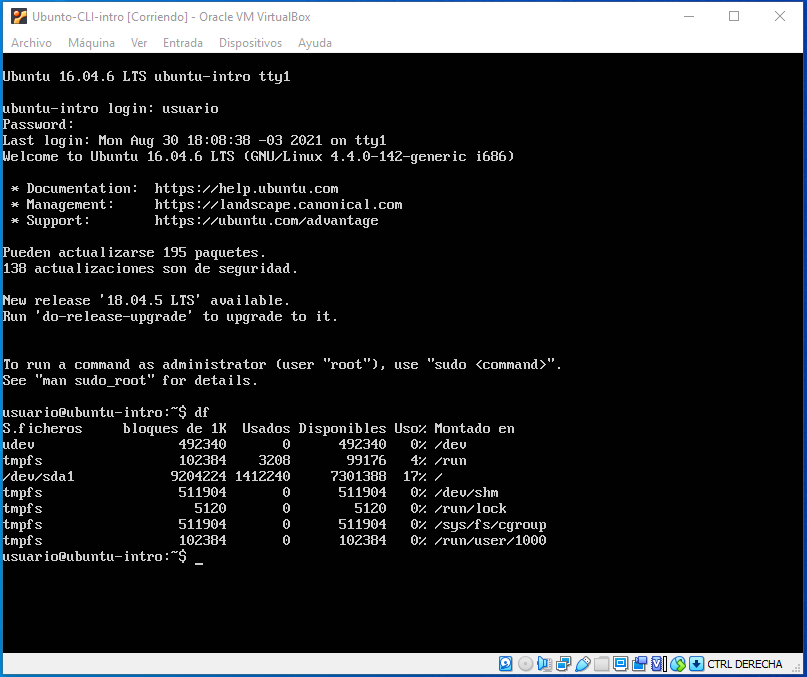 Ubunto-CLI-intro [Corriendo] - Oracle VM VirtualBox
Archivo Máquina Ver Entrada Dispositivos Ayuda
Ubuntu 16.04.6 LTS ubuntu-intro tty1
ubuntu-intro login: usuario
Password:
Last login: Mon Aug 30 18:08:38 -03 2021 on tty1
Welcome to Ubuntu 16.04.6 LTS (GNU/Linux 4.4.0-142-generic i686)
* Documentation:  https://help.ubuntu.com
* Management:     https://landscape.canonical.com
* Support:        https://ubuntu.com/advantage
Pueden actualizarse 195 paquetes.
138 actualizaciones son de seguridad.
New release '18.04.5 LTS' available.
Run 'do-release-upgrade' to upgrade to it.
To run a command as administrator (user "root"), use "sudo <command>".
See "man sudo_root" for details.
usuario@ubuntu-intro:~$ df
S.ficheros     bloques de 1K  Usados Disponibles Uso% Montado en
udev                  492340       0      492340   0% /dev
tmpfs                 102384    3208       99176   4% /run
/dev/sda1            9204224 1412240     7301388  17% /
tmpfs                 511904       0      511904   0% /dev/shm
tmpfs                   5120       0        5120   0% /run/lock
tmpfs                 511904       0      511904   0% /sys/fs/cgroup
tmpfs                 102384       0      102384   0% /run/user/1000
usuario@ubuntu-intro:~$ _
CTRL DERECHA